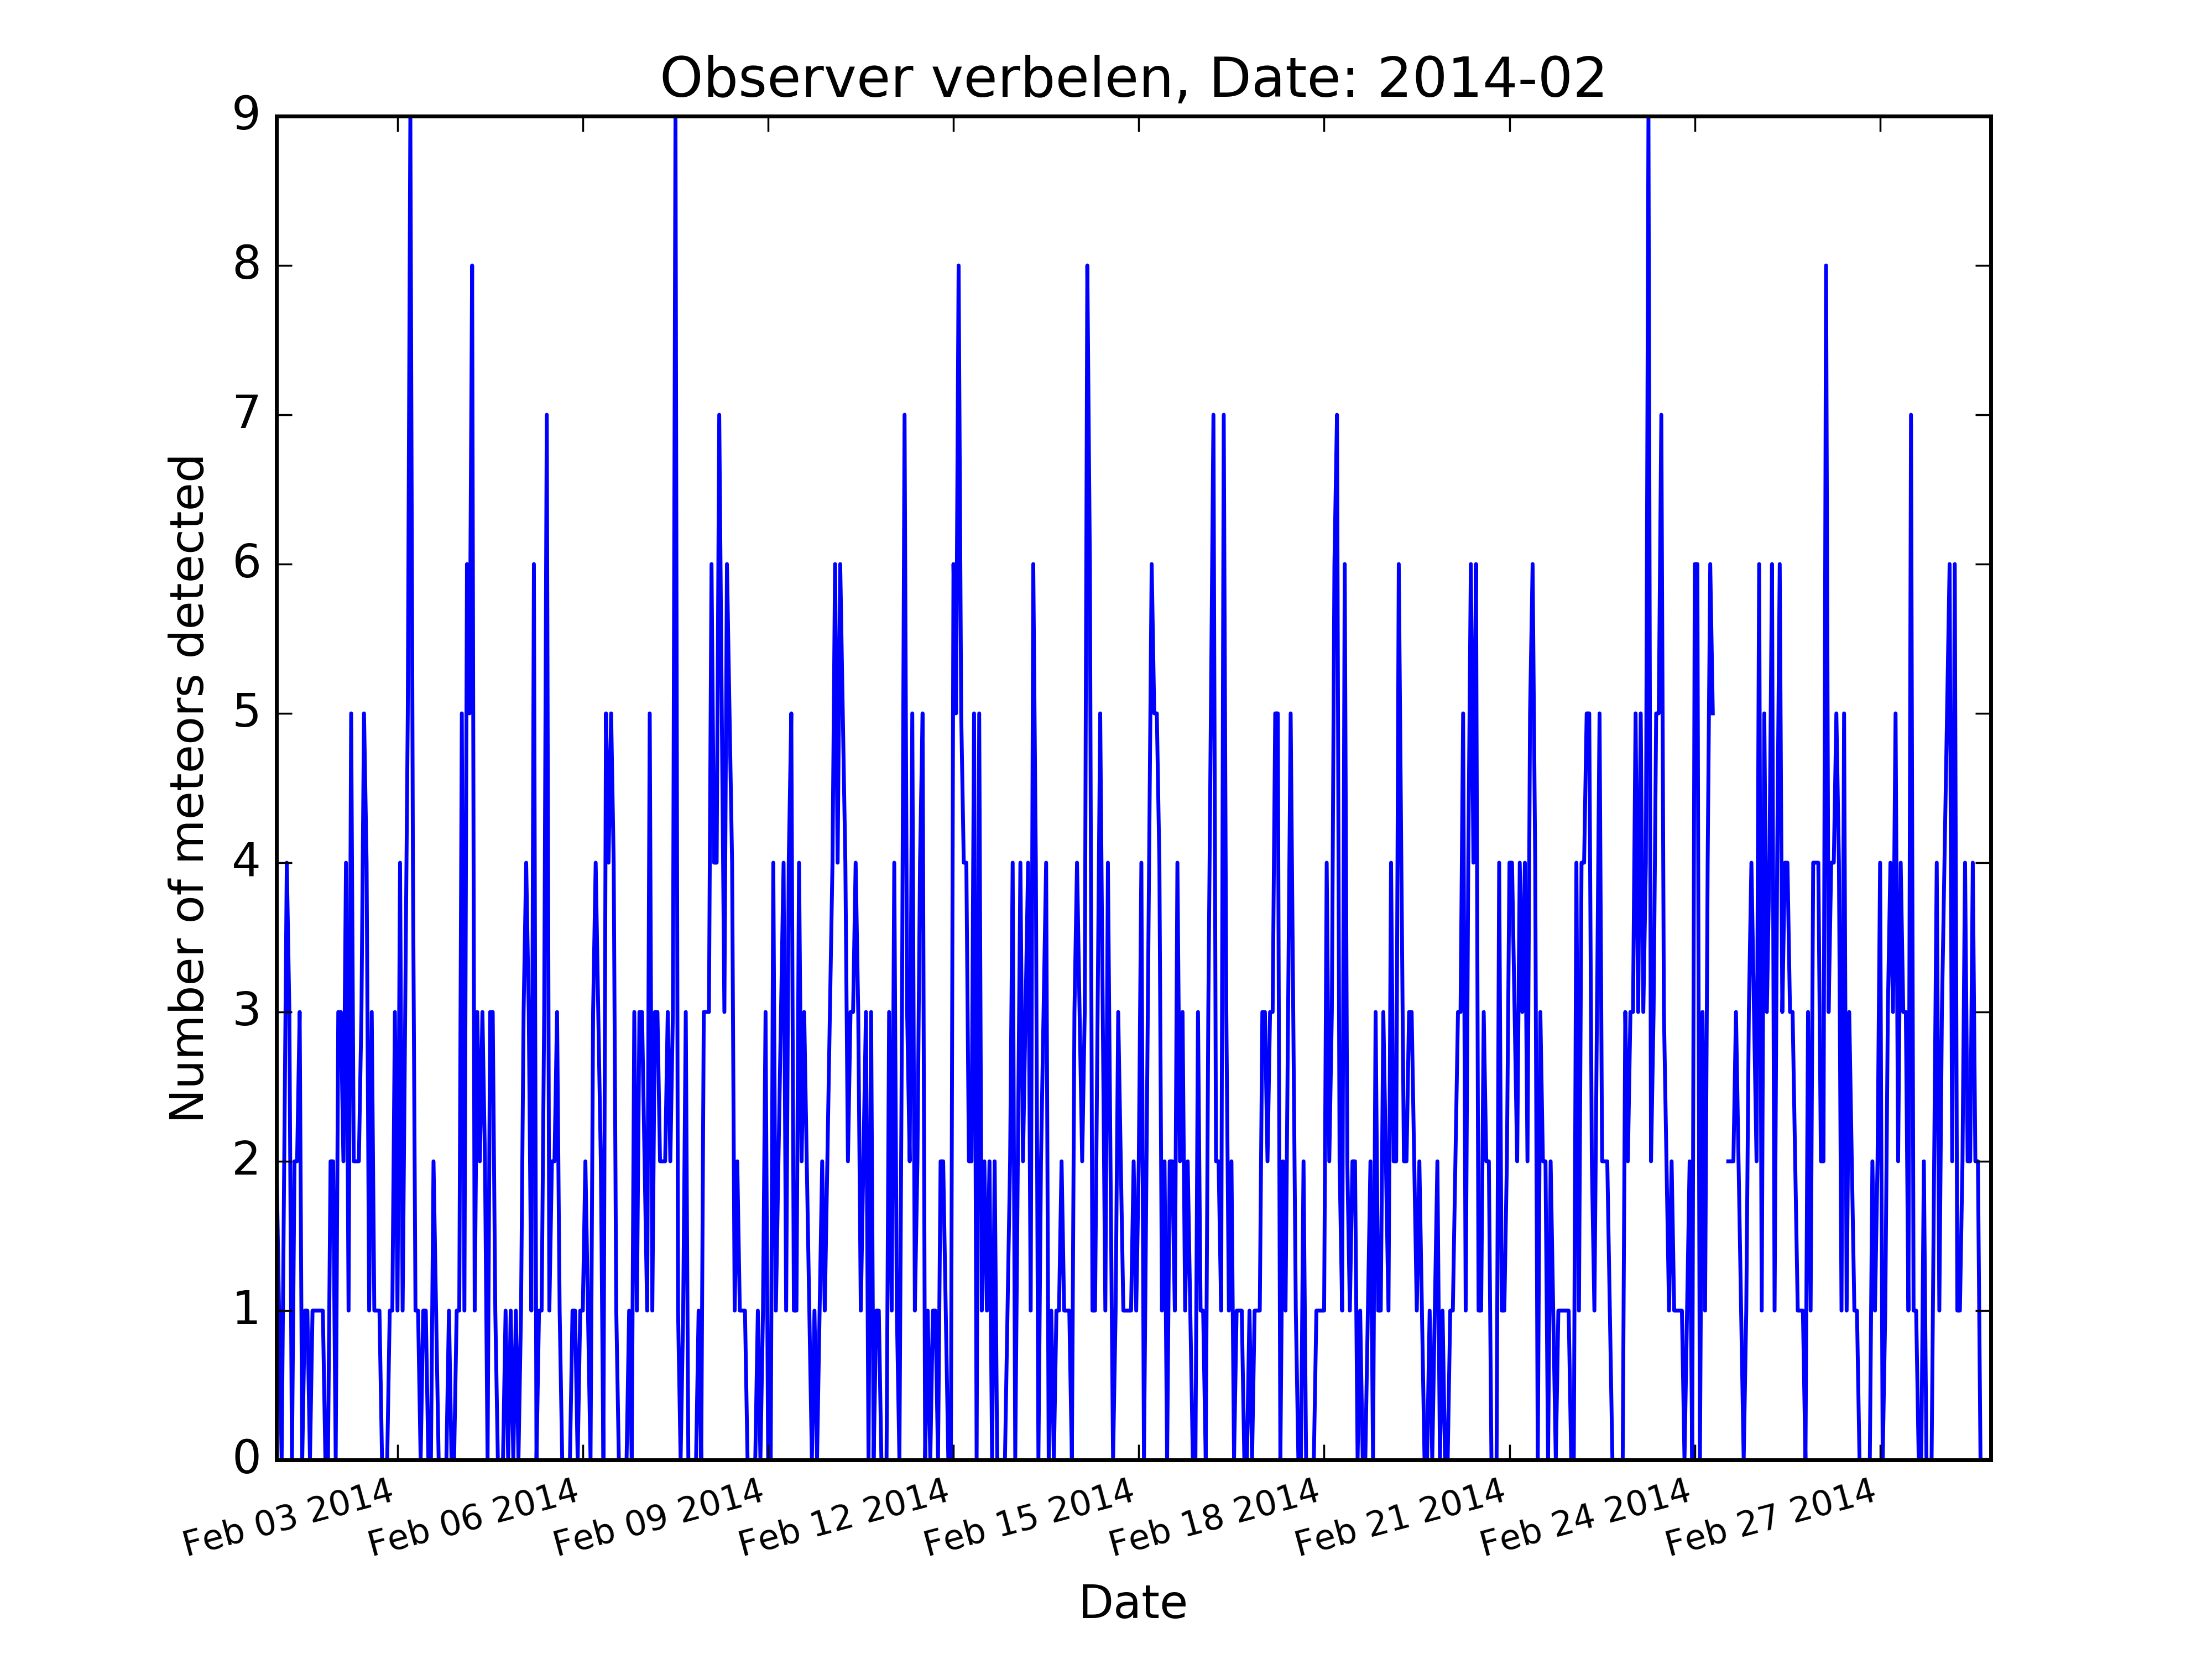 Observer verbelen, Date: 2014-02
9
8
7
6
5
4
3
2
1
0
Number of meteors detected
Feb 03 2014
Feb 06 2014
Feb 09 2014
Feb 12 2014
Feb 15 2014
Feb 18 2014
Feb 21 2014
Feb 24 2014
Feb 27 2014
Date